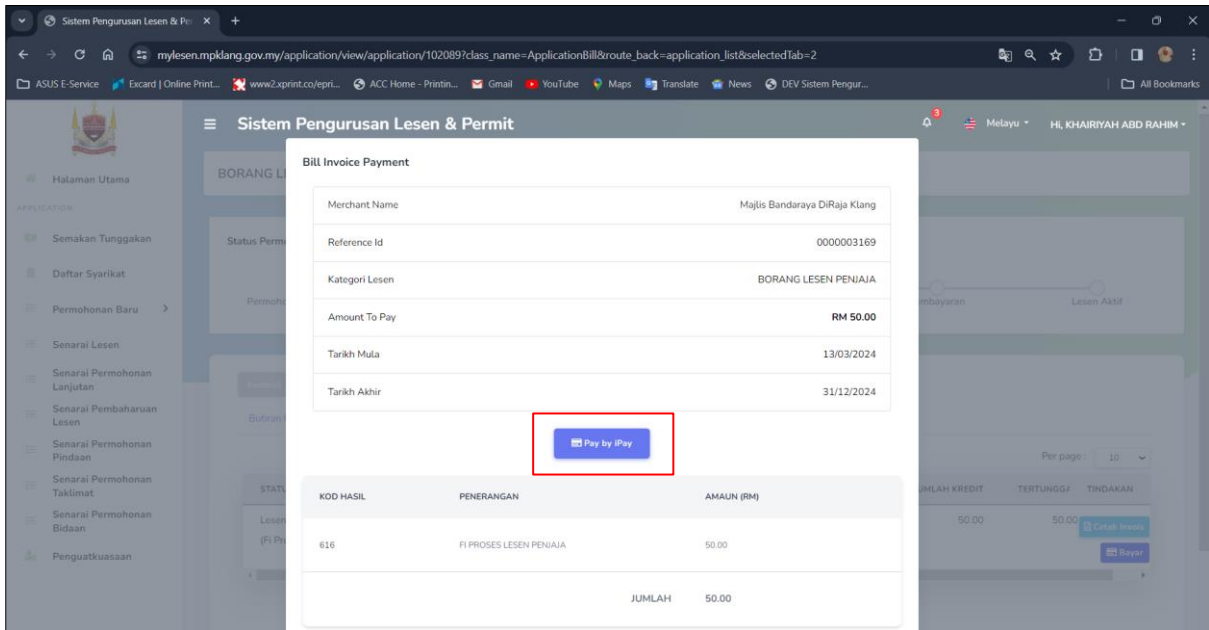 Sistem Pengurusan Lesen & Pe
mylesen.mpklang.gov.my/application/view/application/102089?class_name=ApplicationBill&route_back=application_list&selectedTab=2
ASUS E-Service Excard | Online Print... www2.xprint.co/epri... ACC Home - Printin... Gmail YouTube Maps Translate News DEV Sistem Pengur... All Bookmarks
Sistem Pengurusan Lesen & Permit
3
Melayu
Hi, KHAIRIYAH ABD RAHIM
Halaman Utama
APPLICATION
Semakan Tunggakan
Daftar Syarikat
Permohonan Baru
Senarai Lesen
Senarai Permohonan
Lanjutan
Senarai Pembaharuan
Lesen
Senarai Permohonan
Pindaan
Senarai Permohonan
Taklimat
Senarai Permohonan
Bidaan
Penguatkuasaan
BORANG L
Status Perm
Permoho
mbayaran
Lesen Aktif
Butiran
Per page : 10
STATU
UMLAH KREDIT TERTUNGGA TINDAKAN
Lesen
(Fi Pr
50.00 50.00
Cetak Invois
Bayar
Bill Invoice Payment
Merchant Name Majlis Bandaraya DiRaja Klang
Reference Id 0000003169
Kategori Lesen BORANG LESEN PENJAJA
Amount To Pay RM 50.00
Tarikh Mula 13/03/2024
Tarikh Akhir 31/12/2024
Pay by iPay
KOD HASIL PENERANGAN AMAUN (RM)
616 FI PROSES LESEN PENJAJA 50.00
JUMLAH 50.00